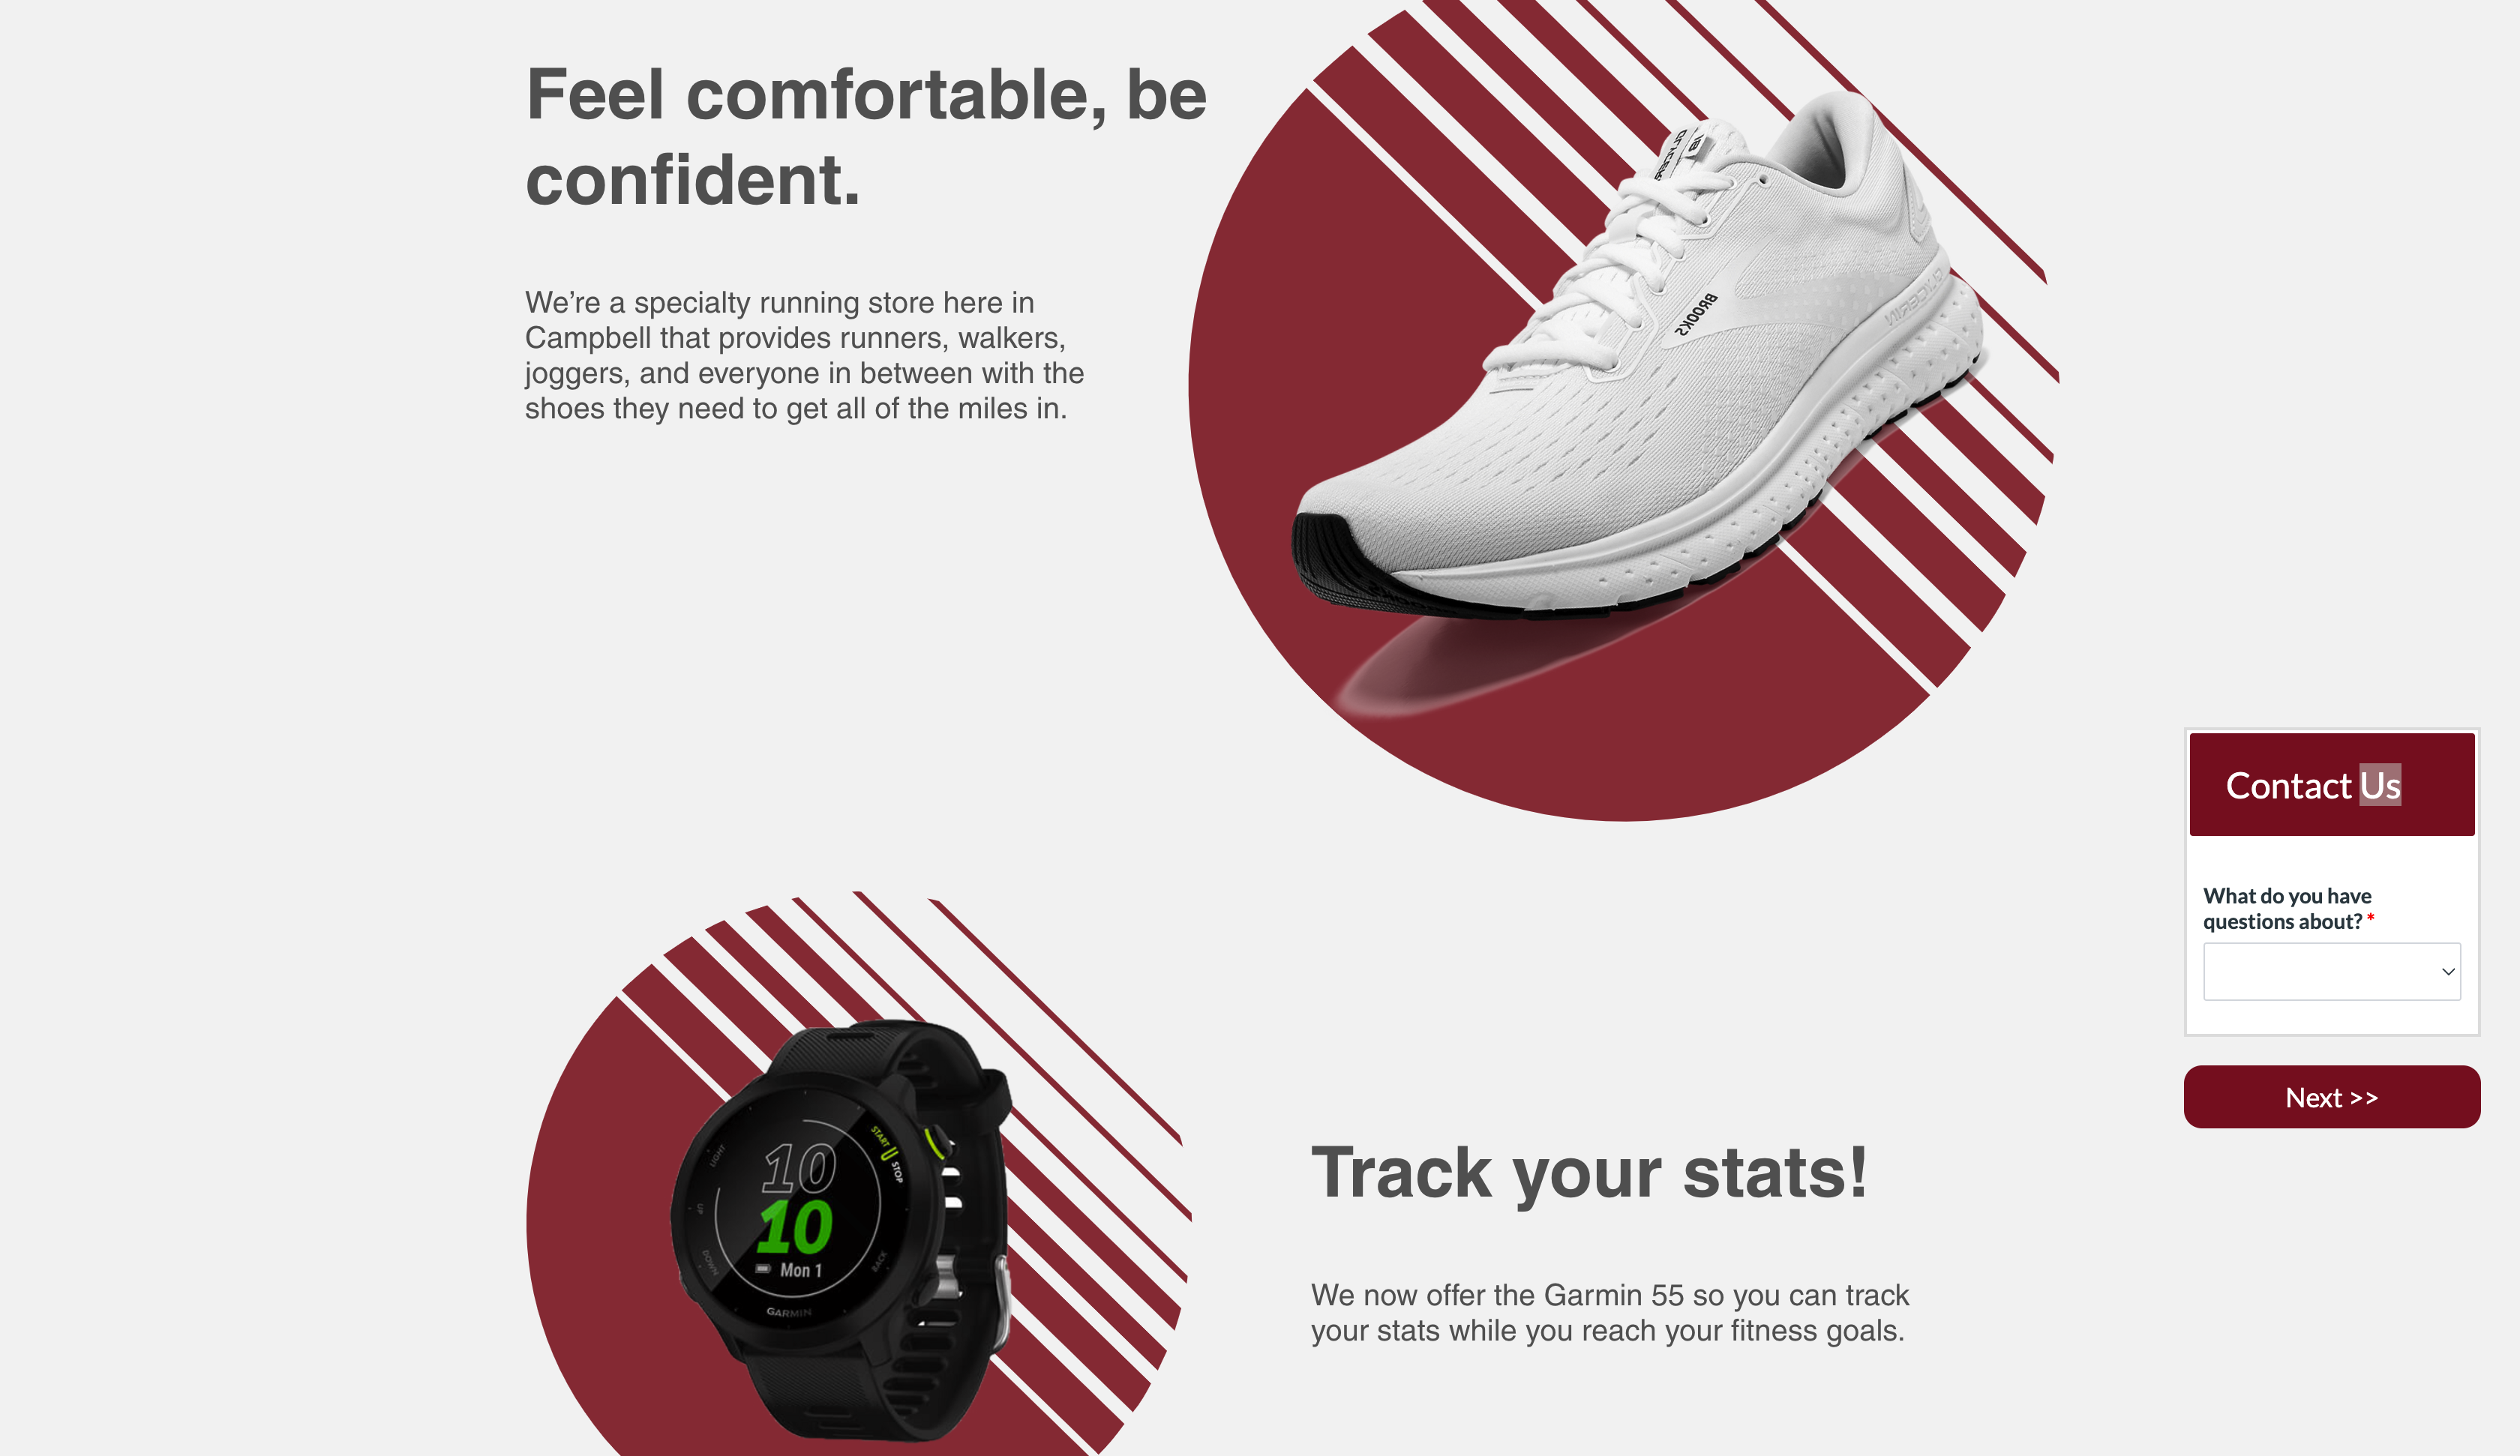 Feel comfortable, be
confident.
We’re a specialty running store here in
Campbell that provides runners, walkers,
joggers, and everyone in between with the
shoes they need to get all of the miles in.
BROOKS
GLYCERIN
Contact Us
What do you have
questions about? *
Next >>
LIGHT
UP
DOWN
START
STOP
BACK
10
10
Mon 1
GARMIN
Track your stats!
We now offer the Garmin 55 so you can track
your stats while you reach your fitness goals.